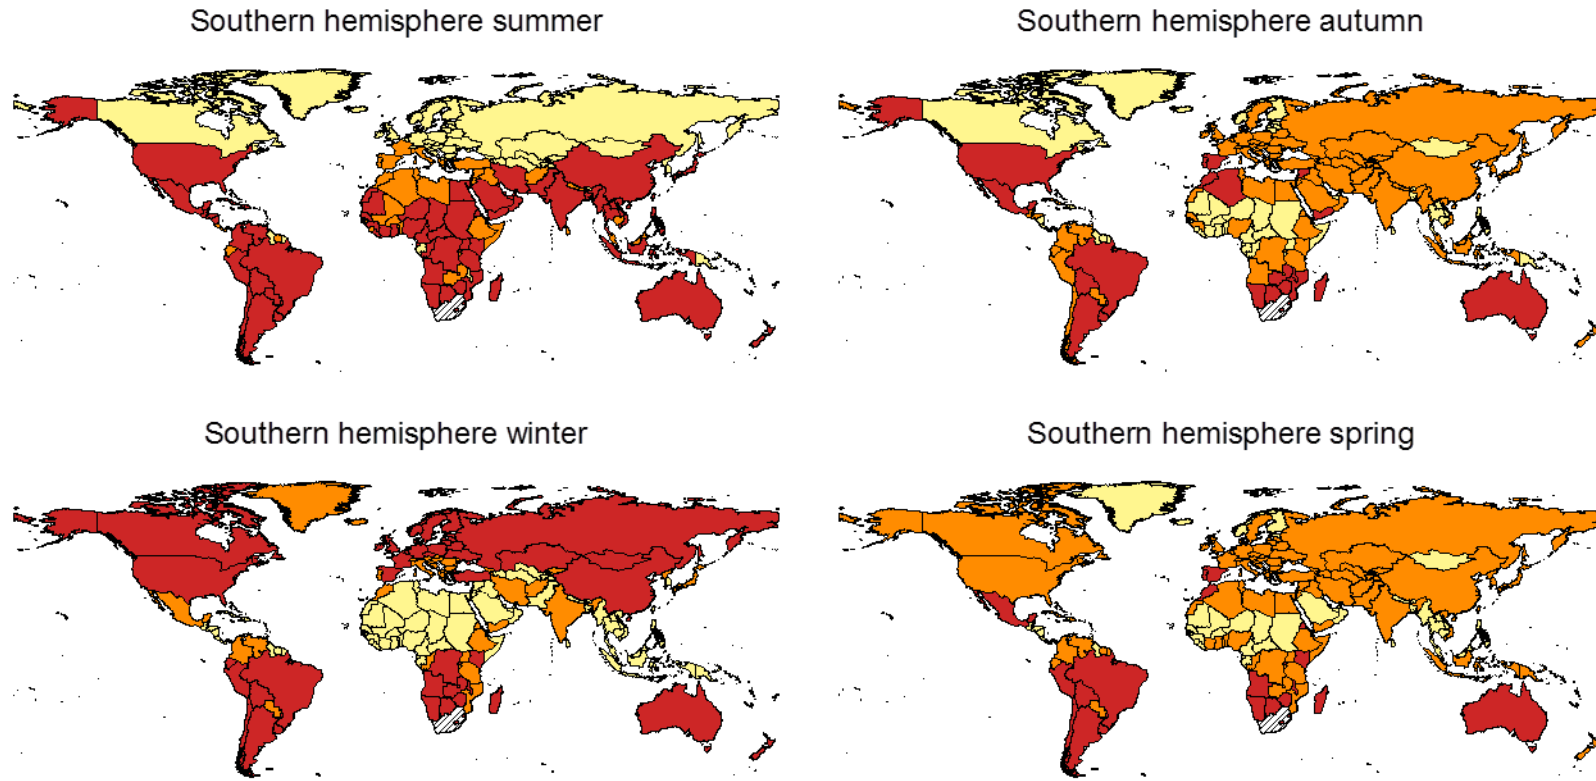 Southern hemisphere summer
Southern hemisphere autumn
Southern hemisphere winter
Southern hemisphere spring